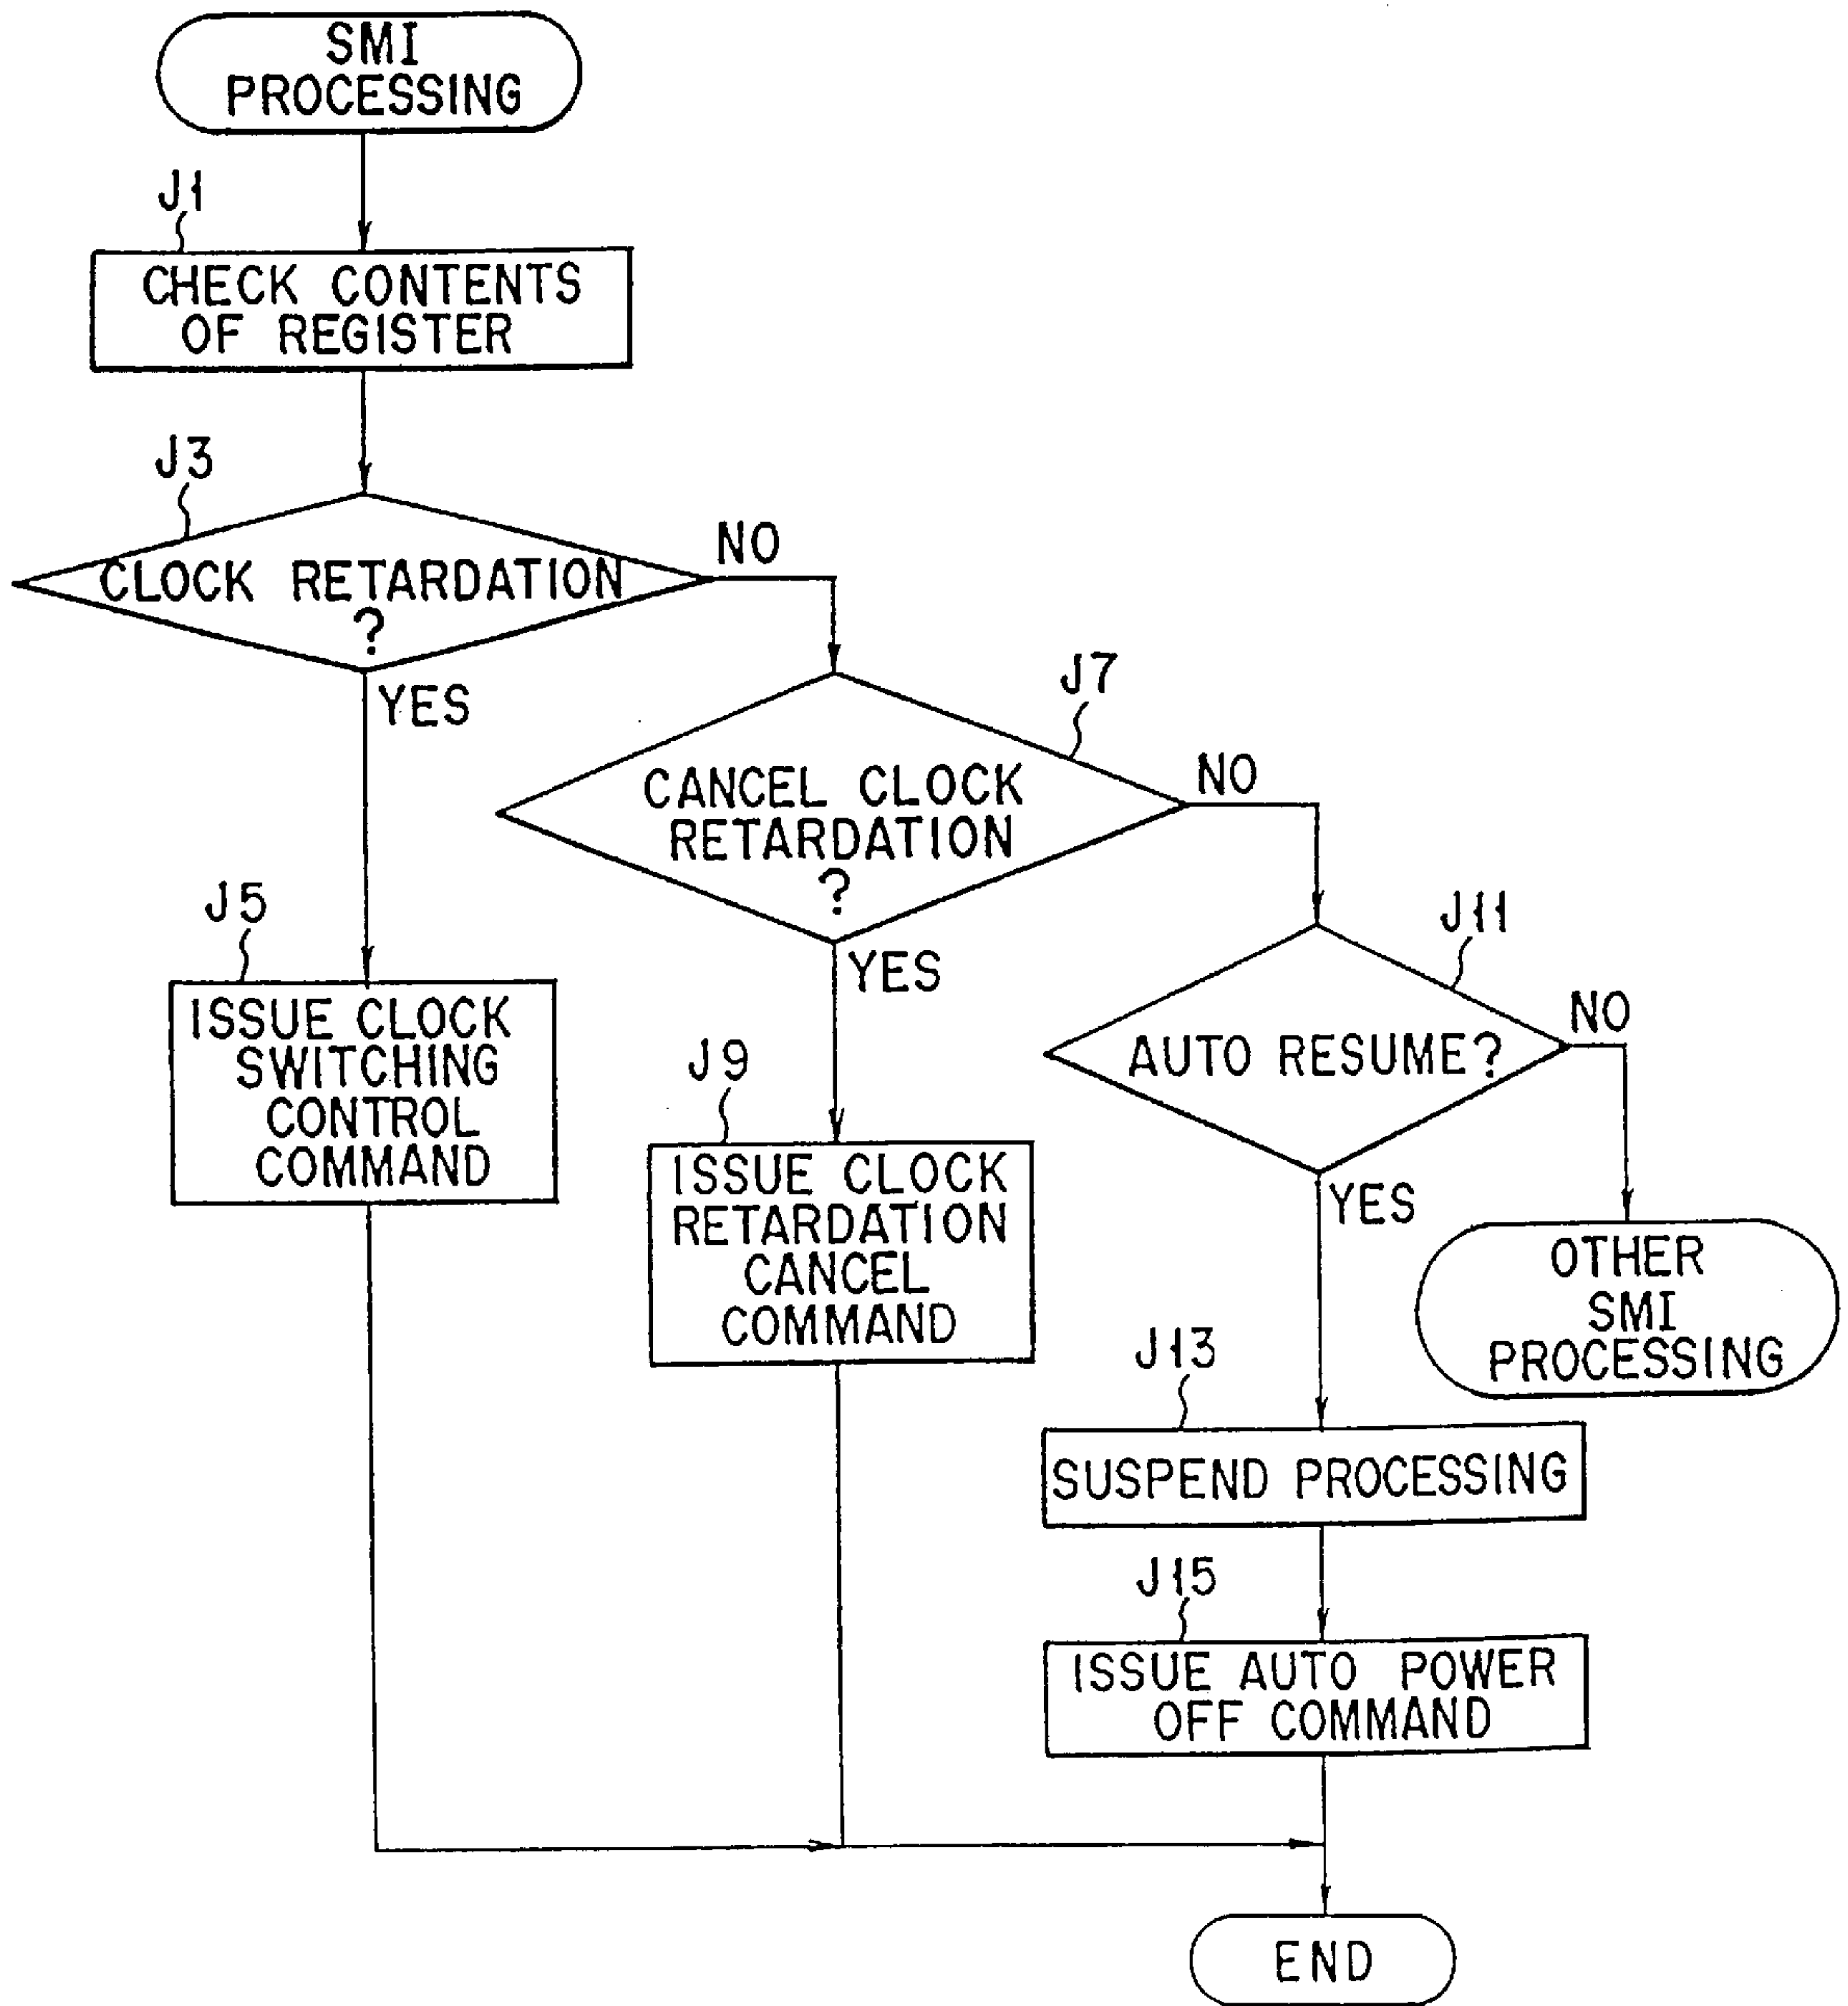 SMI
PROCESSING
J1
CHECK CONTENTS
OF REGISTER
J3
CLOCK RETARDATION
?
NO
YES
J7
CANCEL CLOCK
RETARDATION
?
NO
YES
J5
ISSUE CLOCK
SWITCHING
CONTROL
COMMAND
J9
ISSUE CLOCK
RETARDATION
CANCEL
COMMAND
J11
AUTO RESUME?
NO
YES
OTHER
SMI
PROCESSING
J13
SUSPEND PROCESSING
J15
ISSUE AUTO POWER
OFF COMMAND
END